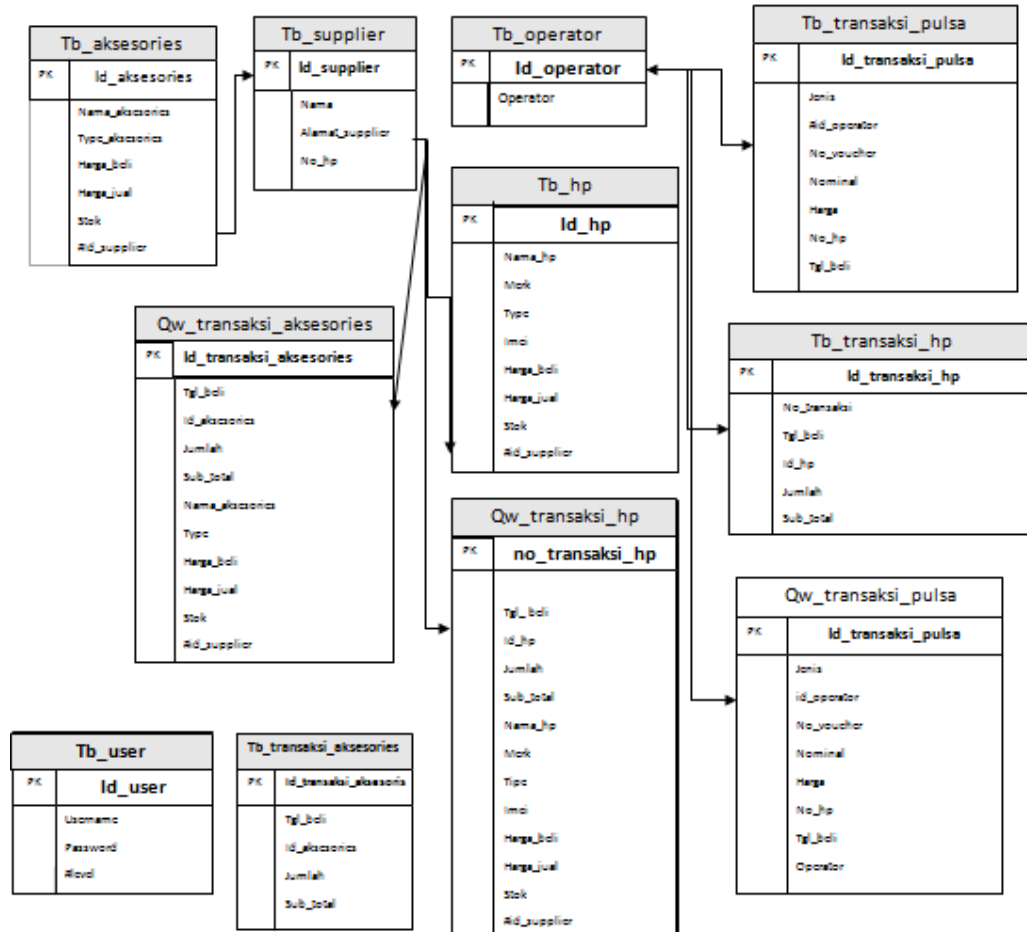 Tb_aksesories
PK Id_aksesories
Nama_aksesories
Type_aksesories
Harga_beli
Harga_jual
Stok
#id_supplier
Tb_supplier
PK Id_supplier
Nama
Alamat_supplier
No_hp
Tb_operator
PK Id_operator
Operator
Tb_transaksi_pulsa
PK Id_transaksi_pulsa
Jenis
#id_operator
No_voucher
Nominal
Harga
No_hp
Tgl_beli
Tb_hp
PK Id_hp
Nama_hp
Merk
Type
Imei
Harga_beli
Harga_jual
Stok
#id_supplier
Qw_transaksi_aksesories
PK Id_transaksi_aksesories
Tgl_beli
Id_aksesories
Jumlah
Sub_total
Nama_aksesories
Type
Harga_beli
Harga_jual
Stok
#id_supplier
Tb_transaksi_hp
PK Id_transaksi_hp
No_transaksi
Tgl_beli
Id_hp
Jumlah
Sub_total
Qw_transaksi_hp
PK no_transaksi_hp
Tgl_beli
Id_hp
Jumlah
Sub_total
Nama_hp
Merk
Tipe
Imei
Harga_beli
Harga_jual
Stok
#id_supplier
Qw_transaksi_pulsa
PK Id_transaksi_pulsa
Jenis
id_operator
No_voucher
Nominal
Harga
No_hp
Tgl_beli
Operator
Tb_user
PK Id_user
Username
Password
#level
Tb_transaksi_aksesories
PK Id_transaksi_aksesoris
Tgl_beli
Id_aksesories
Jumlah
Sub_total